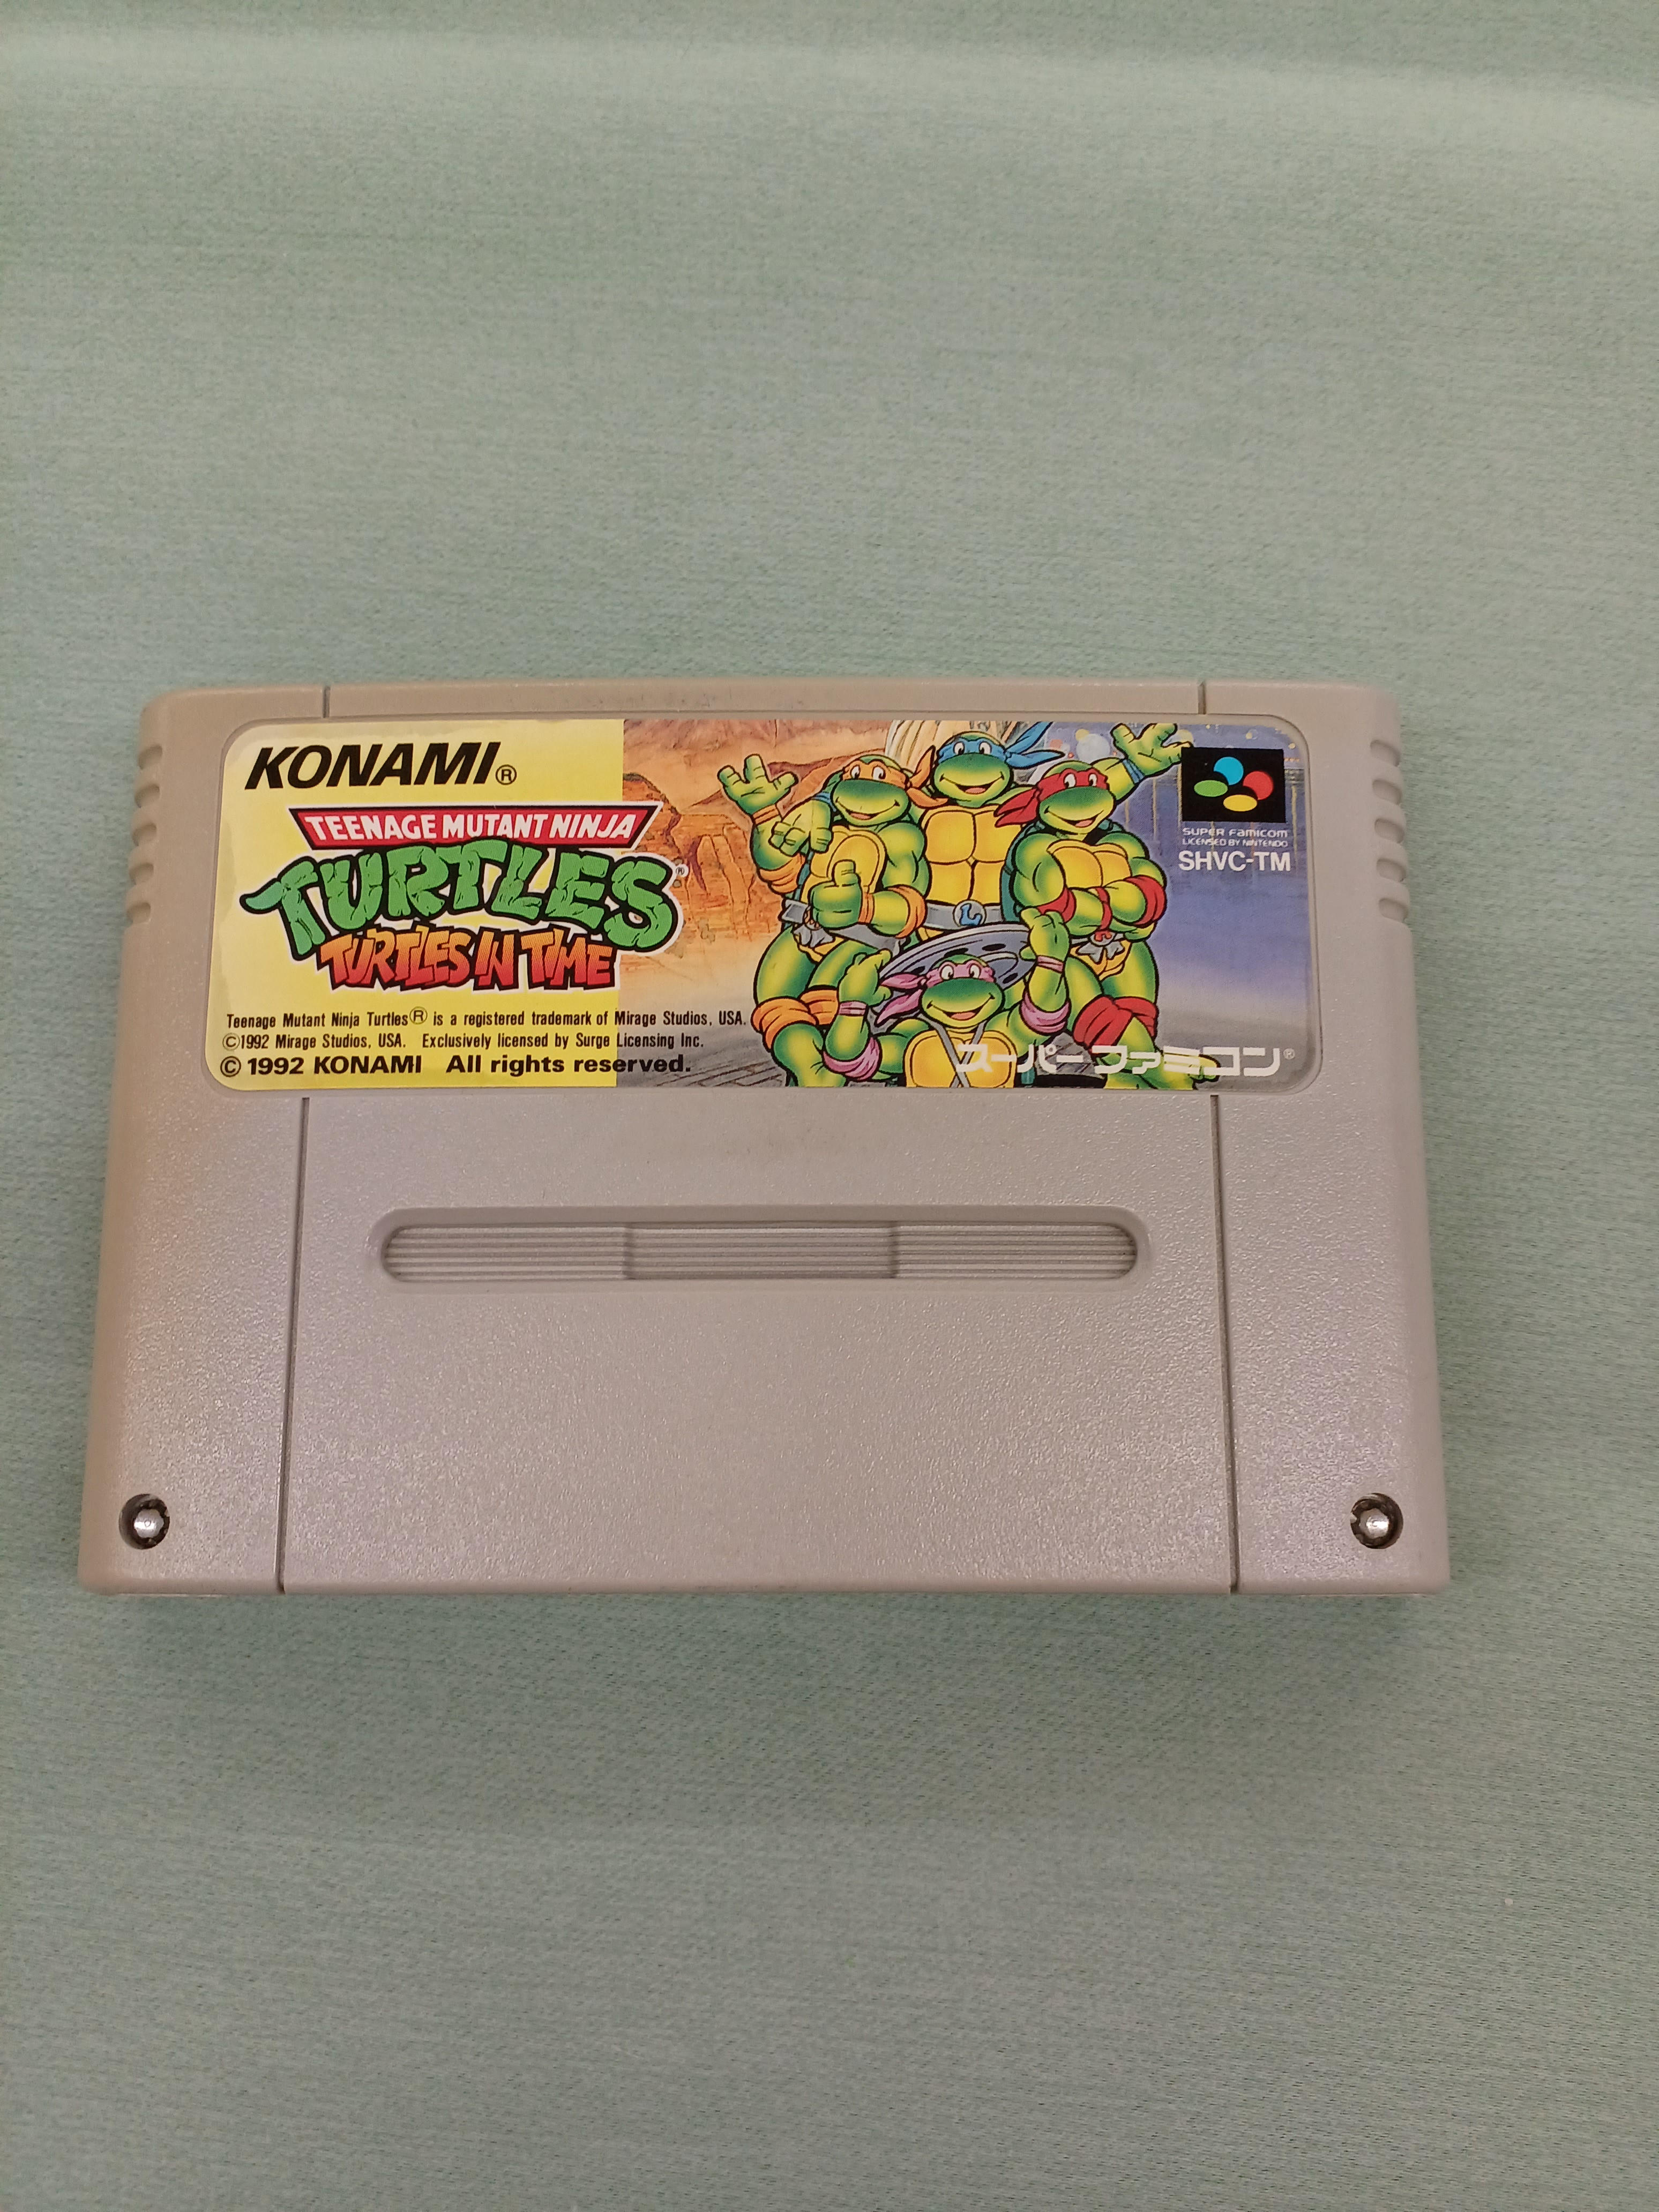 KONAMI®
TEENAGE MUTANT NINJA
TURTLES®
TURTLES IN TIME
Teenage Mutant Ninja Turtles® is a registered trademark of Mirage Studios, USA.
©1992 Mirage Studios, USA. Exclusively licensed by Surge Licensing Inc.
© 1992 KONAMI All rights reserved.
L
R
SUPER FAMICOM
LICENSED BY NINTENDO
SHVC-TM
スーパーファミコン®